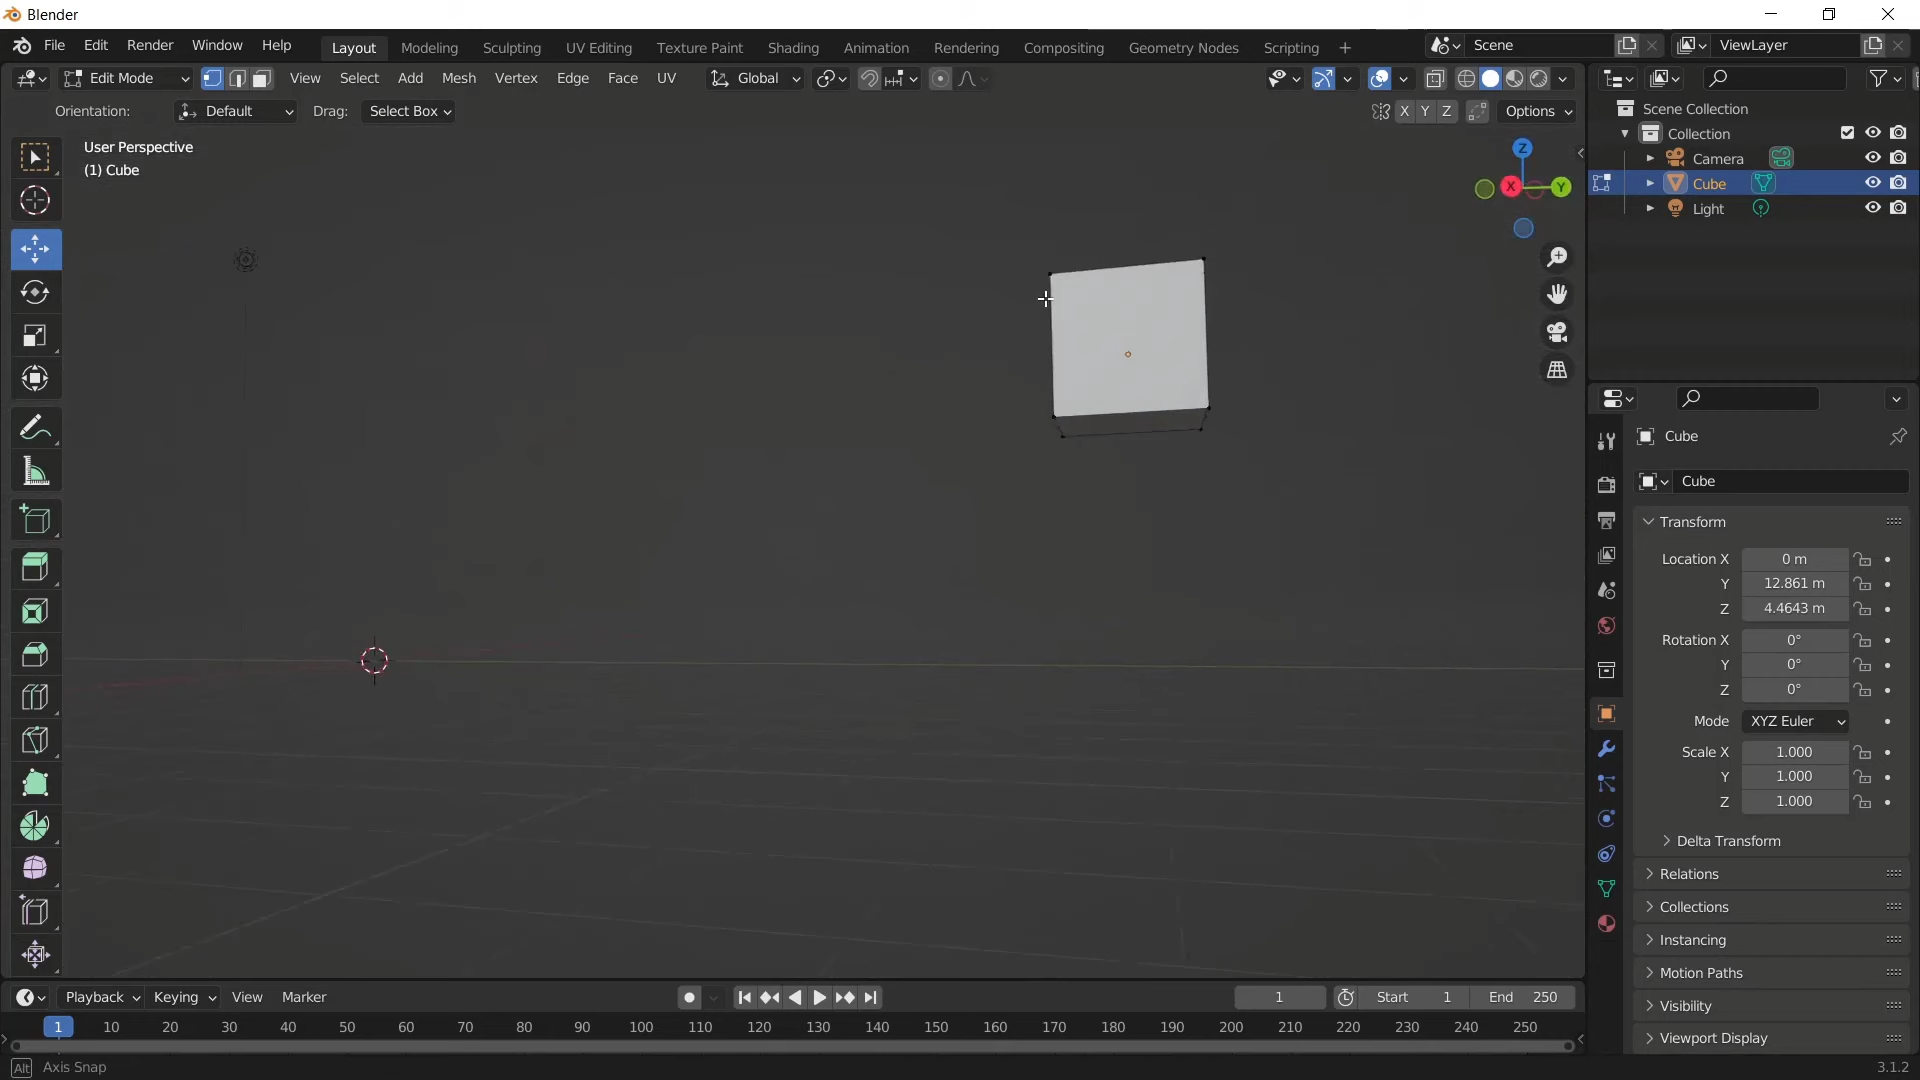 Blender
File Edit Render Window Help Layout Modeling Sculpting UV Editing Texture Paint Shading Animation Rendering Compositing Geometry Nodes Scripting + Scene ViewLayer
Edit Mode View Select Add Mesh Vertex Edge Face UV Global
Orientation: Default Drag: Select Box X Y Z Options
User Perspective
(1) Cube
Z
X Y
Scene Collection
Collection
Camera
Cube
Light
Cube
Cube
Transform
Location X 0 m
Y 12.861 m
Z 4.4643 m
Rotation X 0°
Y 0°
Z 0°
Mode XYZ Euler
Scale X 1.000
Y 1.000
Z 1.000
Delta Transform
Relations
Collections
Instancing
Motion Paths
Visibility
Viewport Display
Playback Keying View Marker 1 Start 1 End 250
1 10 20 30 40 50 60 70 80 90 100 110 120 130 140 150 160 170 180 190 200 210 220 230 240 250
Alt Axis Snap 3.1.2